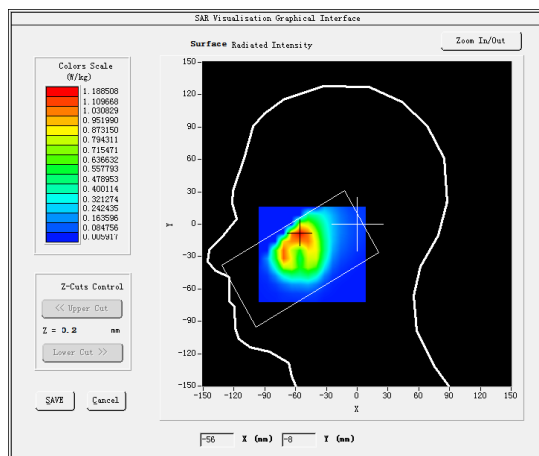 SAR Visualisation Graphical Interface
Surface Radiated Intensity
Zoom In/Out
Colors Scale
(W/kg)
1.188508
1.109668
1.030829
0.951990
0.873150
0.794311
0.715471
0.636632
0.557793
0.478953
0.400114
0.321274
0.242435
0.163596
0.084756
0.005917
Z-Cuts Control
<< Upper Cut
Z = 0.2 mm
Lower Cut >>
SAVE Cancel
150
120
90
60
30
0
-30
-60
-90
-120
-150
Y
-150 -120 -90 -60 -30 0 30 60 90 120 150
X
-56 X (mm) -8 Y (mm)